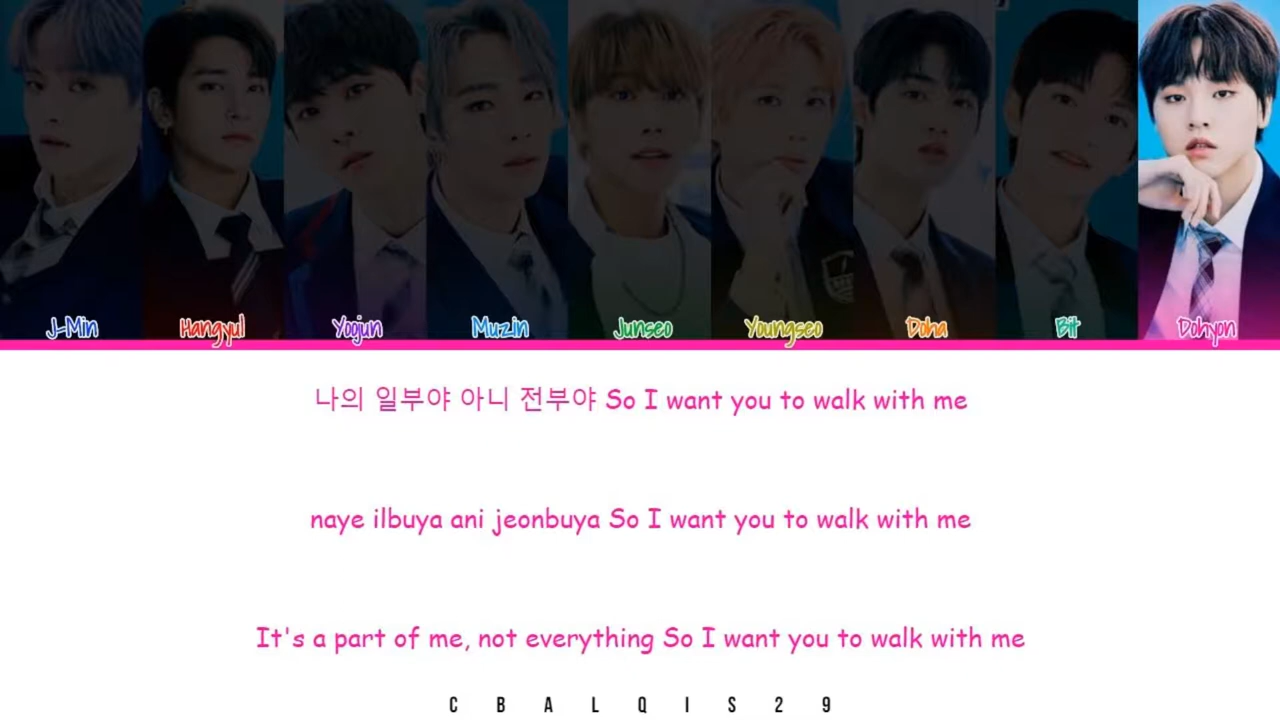 J-Min Hangyul Yoojun Muzin Junseo Youngseo Doha Bit Dohyon
나의 일부야 아니 전부야 So I want you to walk with me
naye ilbuya ani jeonbuya So I want you to walk with me
It's a part of me, not everything So I want you to walk with me
CBALQIS29